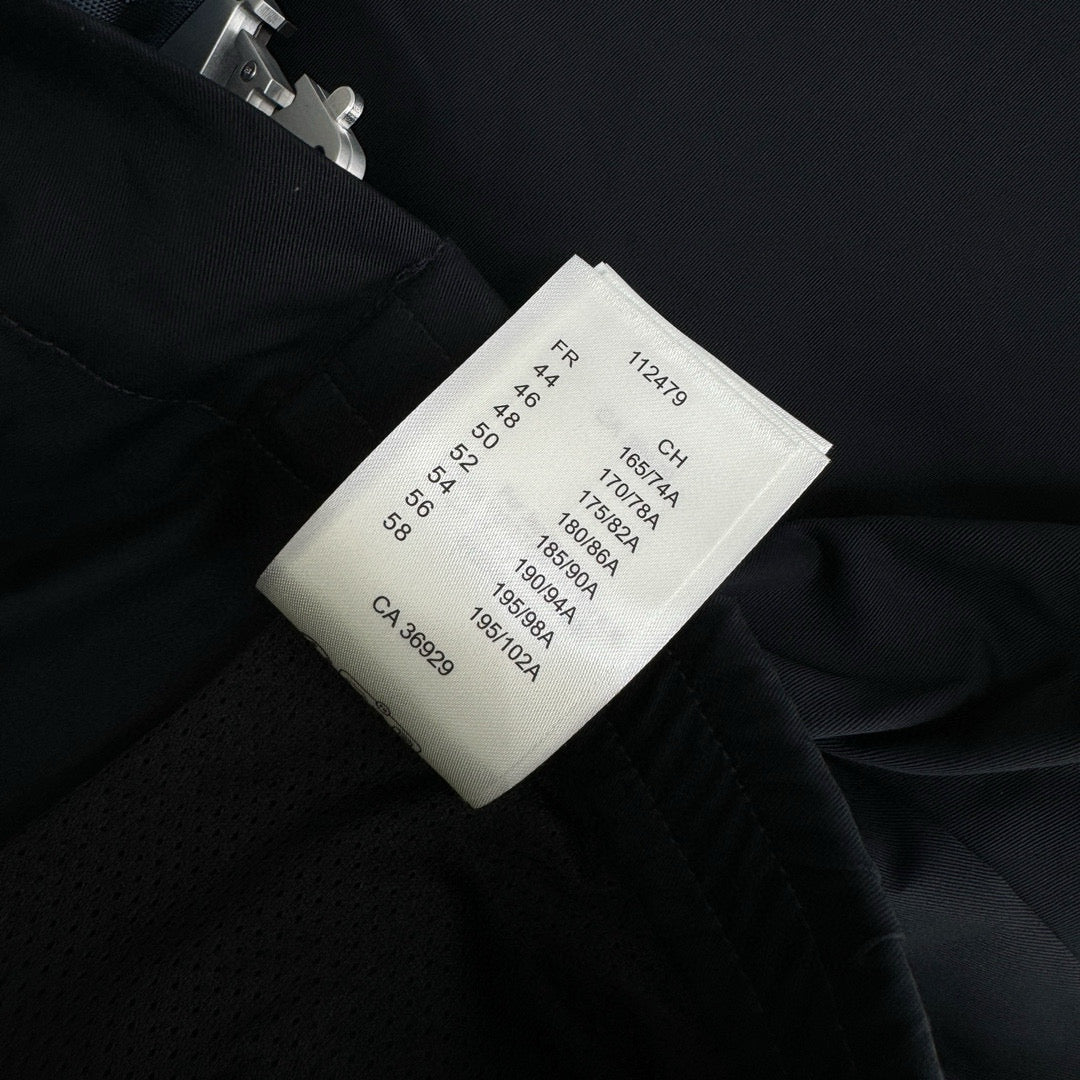 112479
FR CH
44 165/74A
46 170/78A
48 175/82A
50 180/86A
52 185/90A
54 190/94A
56 195/98A
58 195/102A
CA 36929